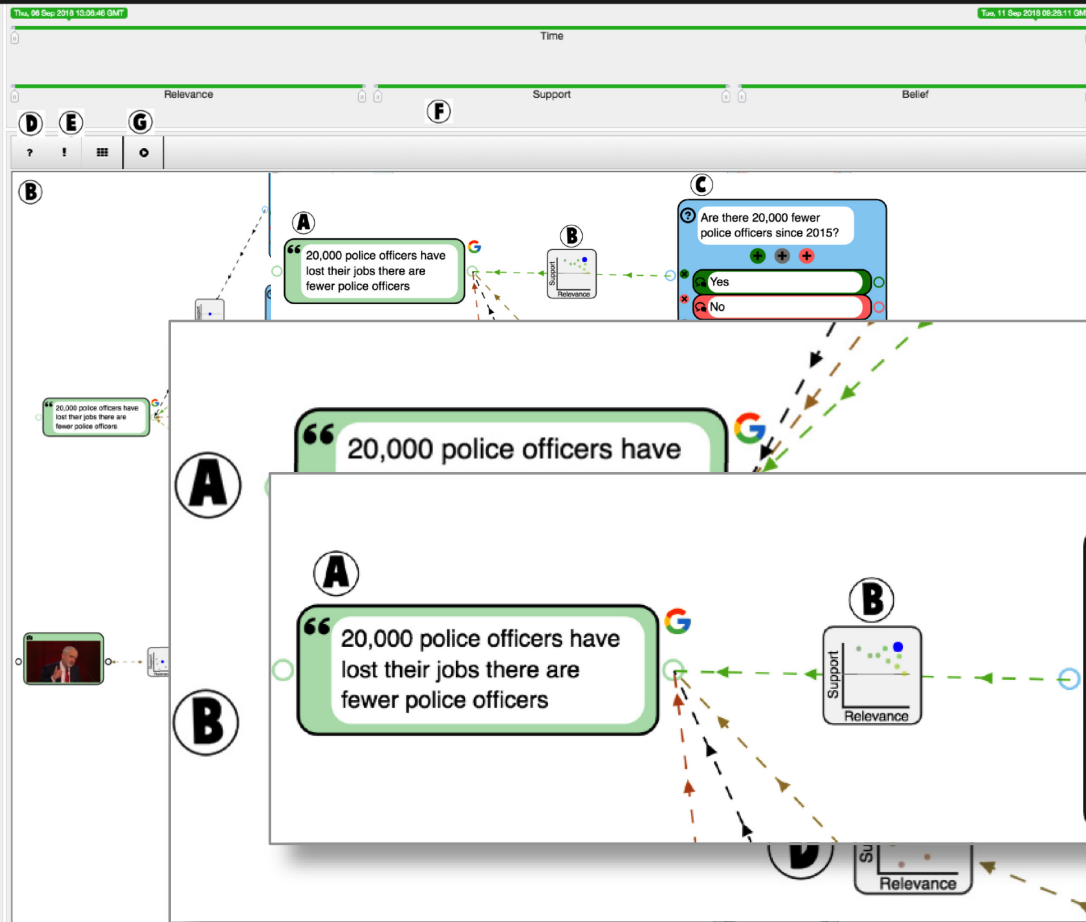 Thu, 06 Sep 2018 13:06:46 GMT
Tue, 11 Sep 2018 09:28:11 GM
Time
Relevance
Support
Belief
F
D
E
G
?
!
B
A
“
20,000 police officers have
lost their jobs there are
fewer police officers
G
B
Support
Relevance
C
?
Are there 20,000 fewer
police officers since 2015?
Yes
No
“
20,000 police officers have
lost their jobs there are
fewer police officers
G
A
“
20,000 police officers have
G
B
A
“
20,000 police officers have
lost their jobs there are
fewer police officers
G
B
Support
Relevance
D
Su
Relevance